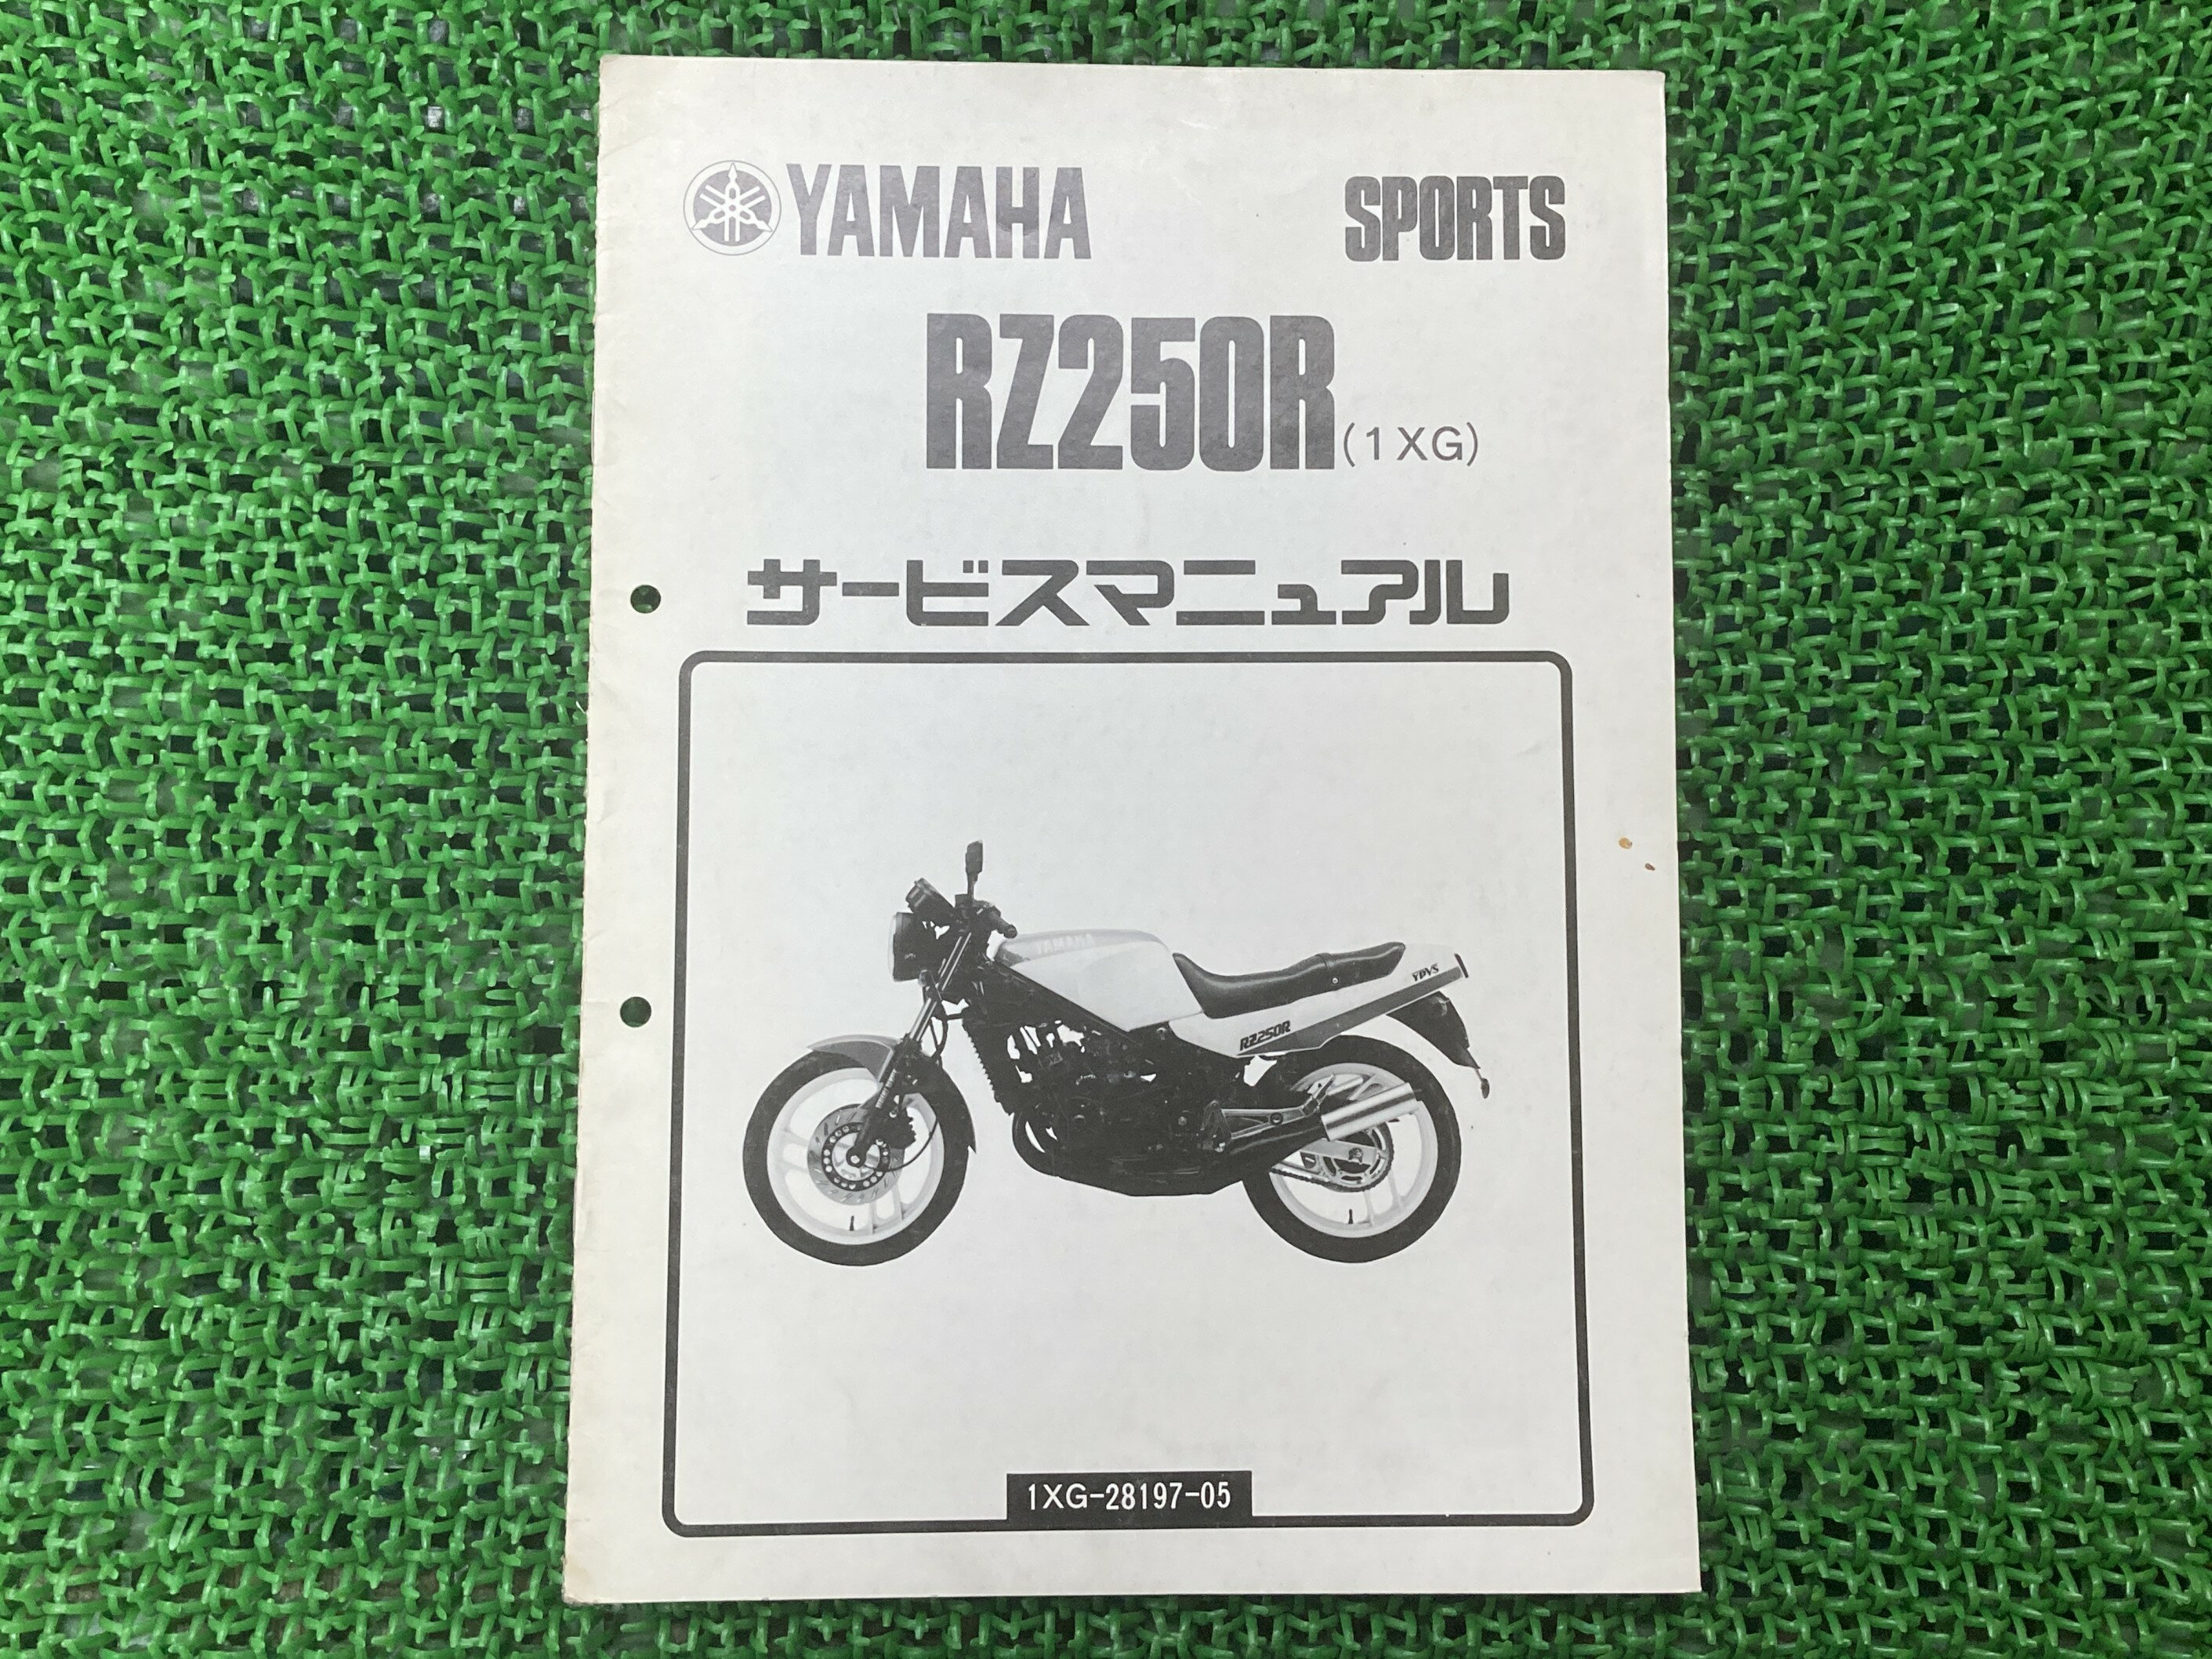 YAMAHA SPORTS
RZ250R (1XG)
サービスマニュアル
YAMAHA
YPVS
RZ250R
1XG-28197-05